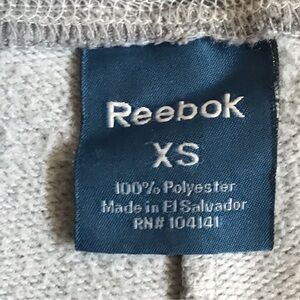 Reebok
XS
100% Polyester
Made in El Salvador
RN# 104141